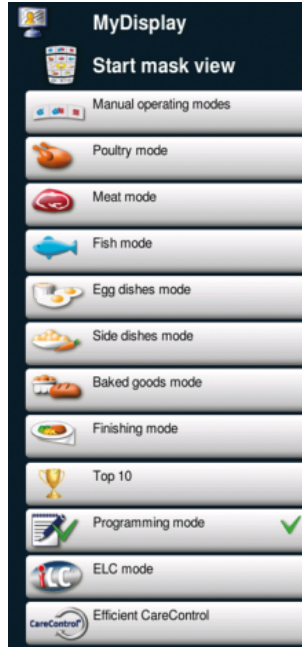 MyDisplay
Start mask view
Manual operating modes
Poultry mode
Meat mode
Fish mode
Egg dishes mode
Side dishes mode
Baked goods mode
Finishing mode
Top 10
Programming mode
ELC mode
CareControl
Efficient CareControl